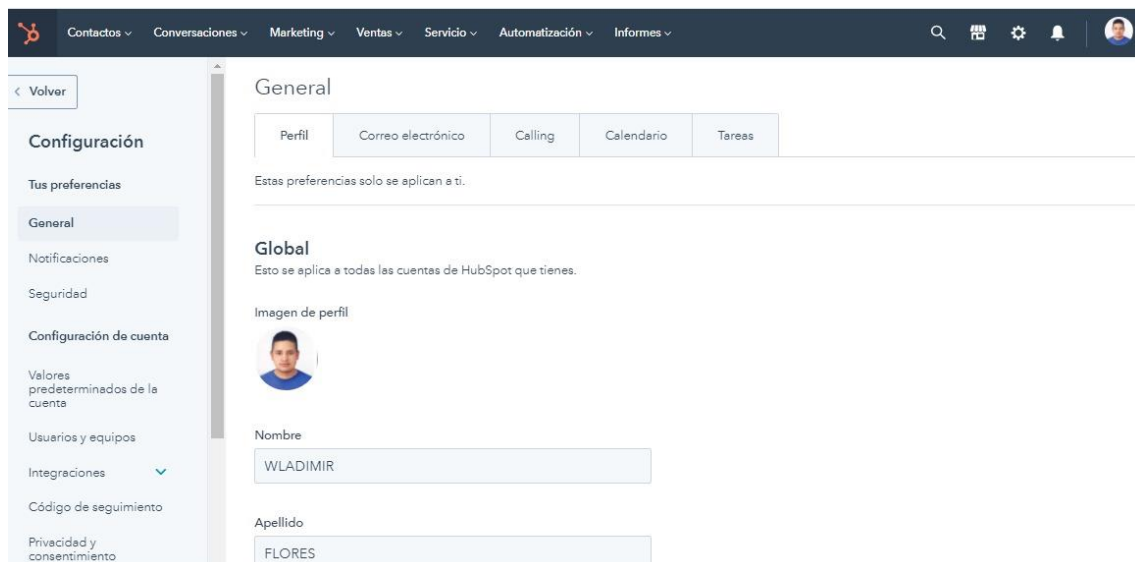 Contactos Conversaciones Marketing Ventas Servicio Automatización Informes
Volver
Configuración
Tus preferencias
General
Notificaciones
Seguridad
Configuración de cuenta
Valores
predeterminados de la
cuenta
Usuarios y equipos
Integraciones
Código de seguimiento
Privacidad y
consentimiento
General
Perfil Correo electrónico Calling Calendario Tareas
Estas preferencias solo se aplican a ti.
Global
Esto se aplica a todas las cuentas de HubSpot que tienes.
Imagen de perfil
Nombre
WLADIMIR
Apellido
FLORES